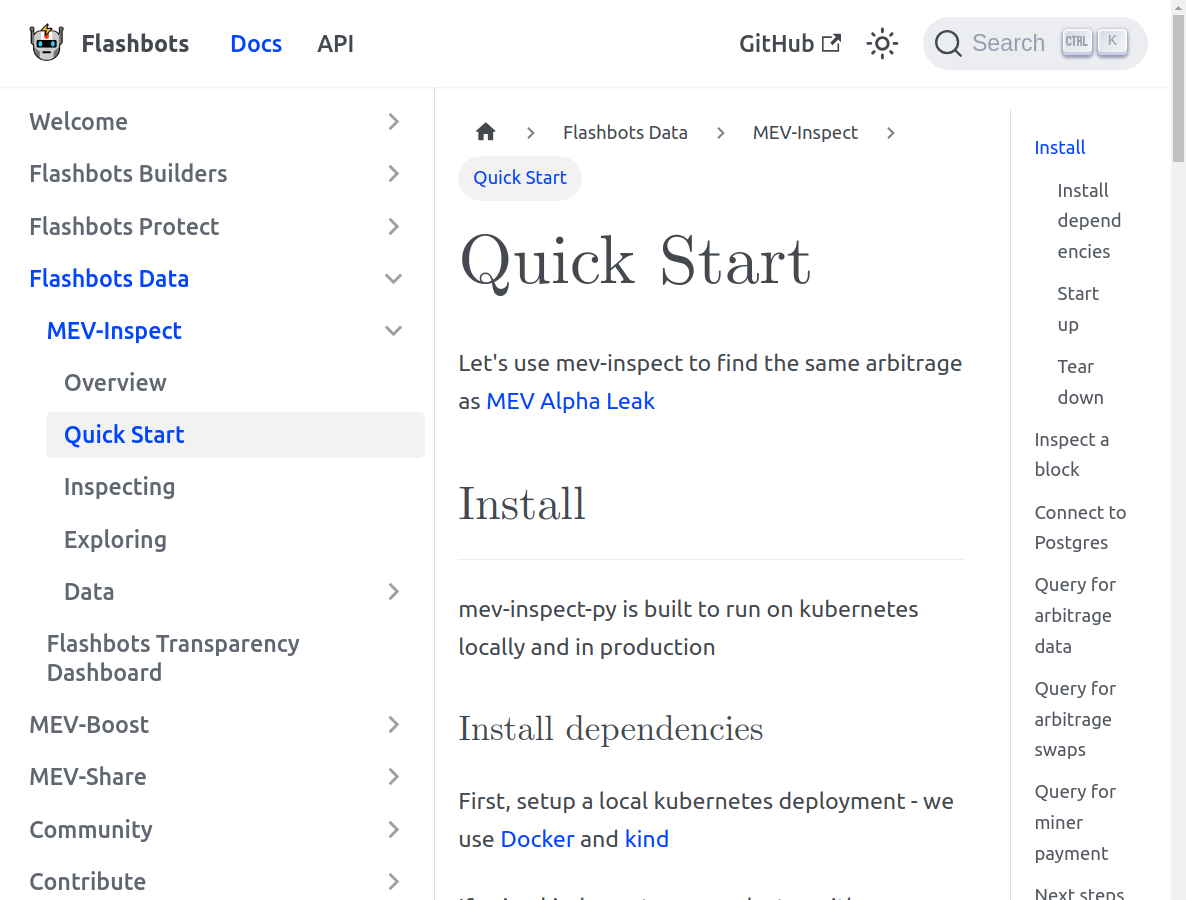 Flashbots
Docs
API
GitHub
Search
CTRL
K
Welcome
Flashbots Builders
Flashbots Protect
Flashbots Data
MEV-Inspect
Overview
Quick Start
Inspecting
Exploring
Data
Flashbots Transparency
Dashboard
MEV-Boost
MEV-Share
Community
Contribute
Flashbots Data
MEV-Inspect
Quick Start
Quick Start
Let's use mev-inspect to find the same arbitrage
as MEV Alpha Leak
Install
mev-inspect-py is built to run on kubernetes
locally and in production
Install dependencies
First, setup a local kubernetes deployment - we
use Docker and kind
Install
Install
depend
encies
Start
up
Tear
down
Inspect a
block
Connect to
Postgres
Query for
arbitrage
data
Query for
arbitrage
swaps
Query for
miner
payment
Next steps